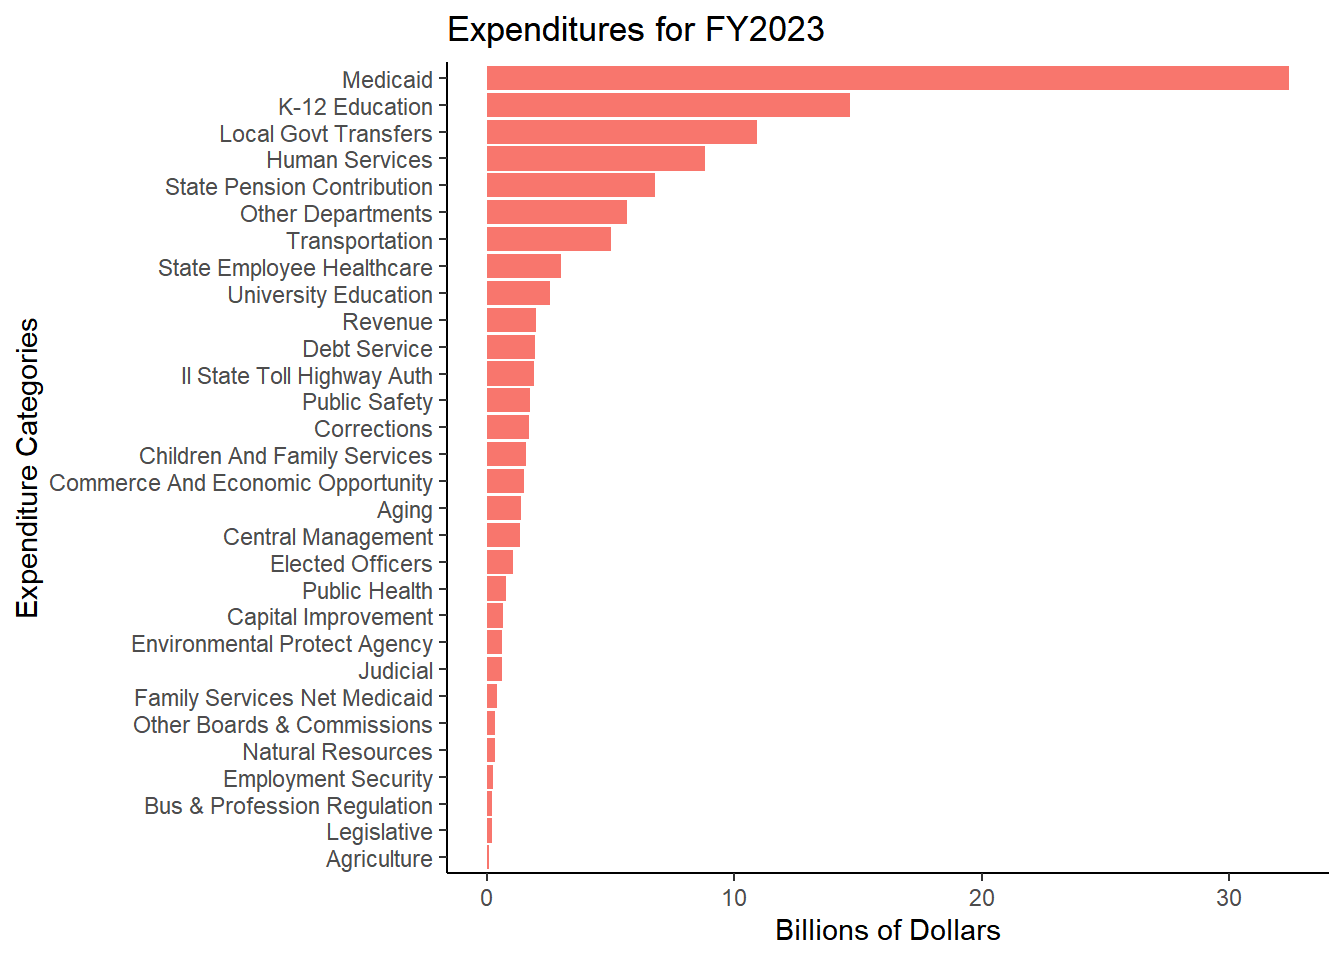 Expenditures for FY2023
Expenditure Categories
Medicaid
K-12 Education
Local Govt Transfers
Human Services
State Pension Contribution
Other Departments
Transportation
State Employee Healthcare
University Education
Revenue
Debt Service
Il State Toll Highway Auth
Public Safety
Corrections
Children And Family Services
Commerce And Economic Opportunity
Aging
Central Management
Elected Officers
Public Health
Capital Improvement
Environmental Protect Agency
Judicial
Family Services Net Medicaid
Other Boards & Commissions
Natural Resources
Employment Security
Bus & Profession Regulation
Legislative
Agriculture
0 10 20 30
Billions of Dollars